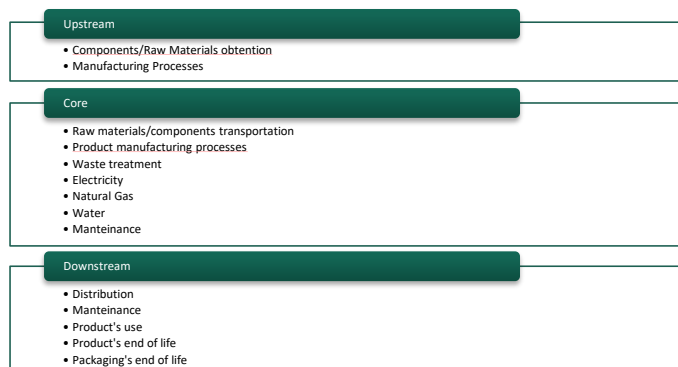 Upstream
• Components/Raw Materials obtention
• Manufacturing Processes
Core
• Raw materials/components transportation
• Product manufacturing processes
• Waste treatment
• Electricity
• Natural Gas
• Water
• Manteinance
Downstream
• Distribution
• Manteinance
• Product's use
• Product's end of life
• Packaging's end of life